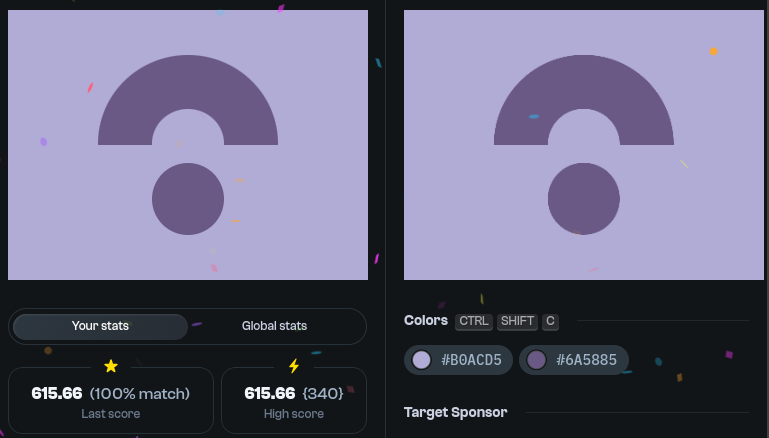 Your stats
Global stats
615.66 (100% match)
Last score
615.66 {340}
High score
Colors CTRL SHIFT C
#B0ACD5 #6A5885
Target Sponsor